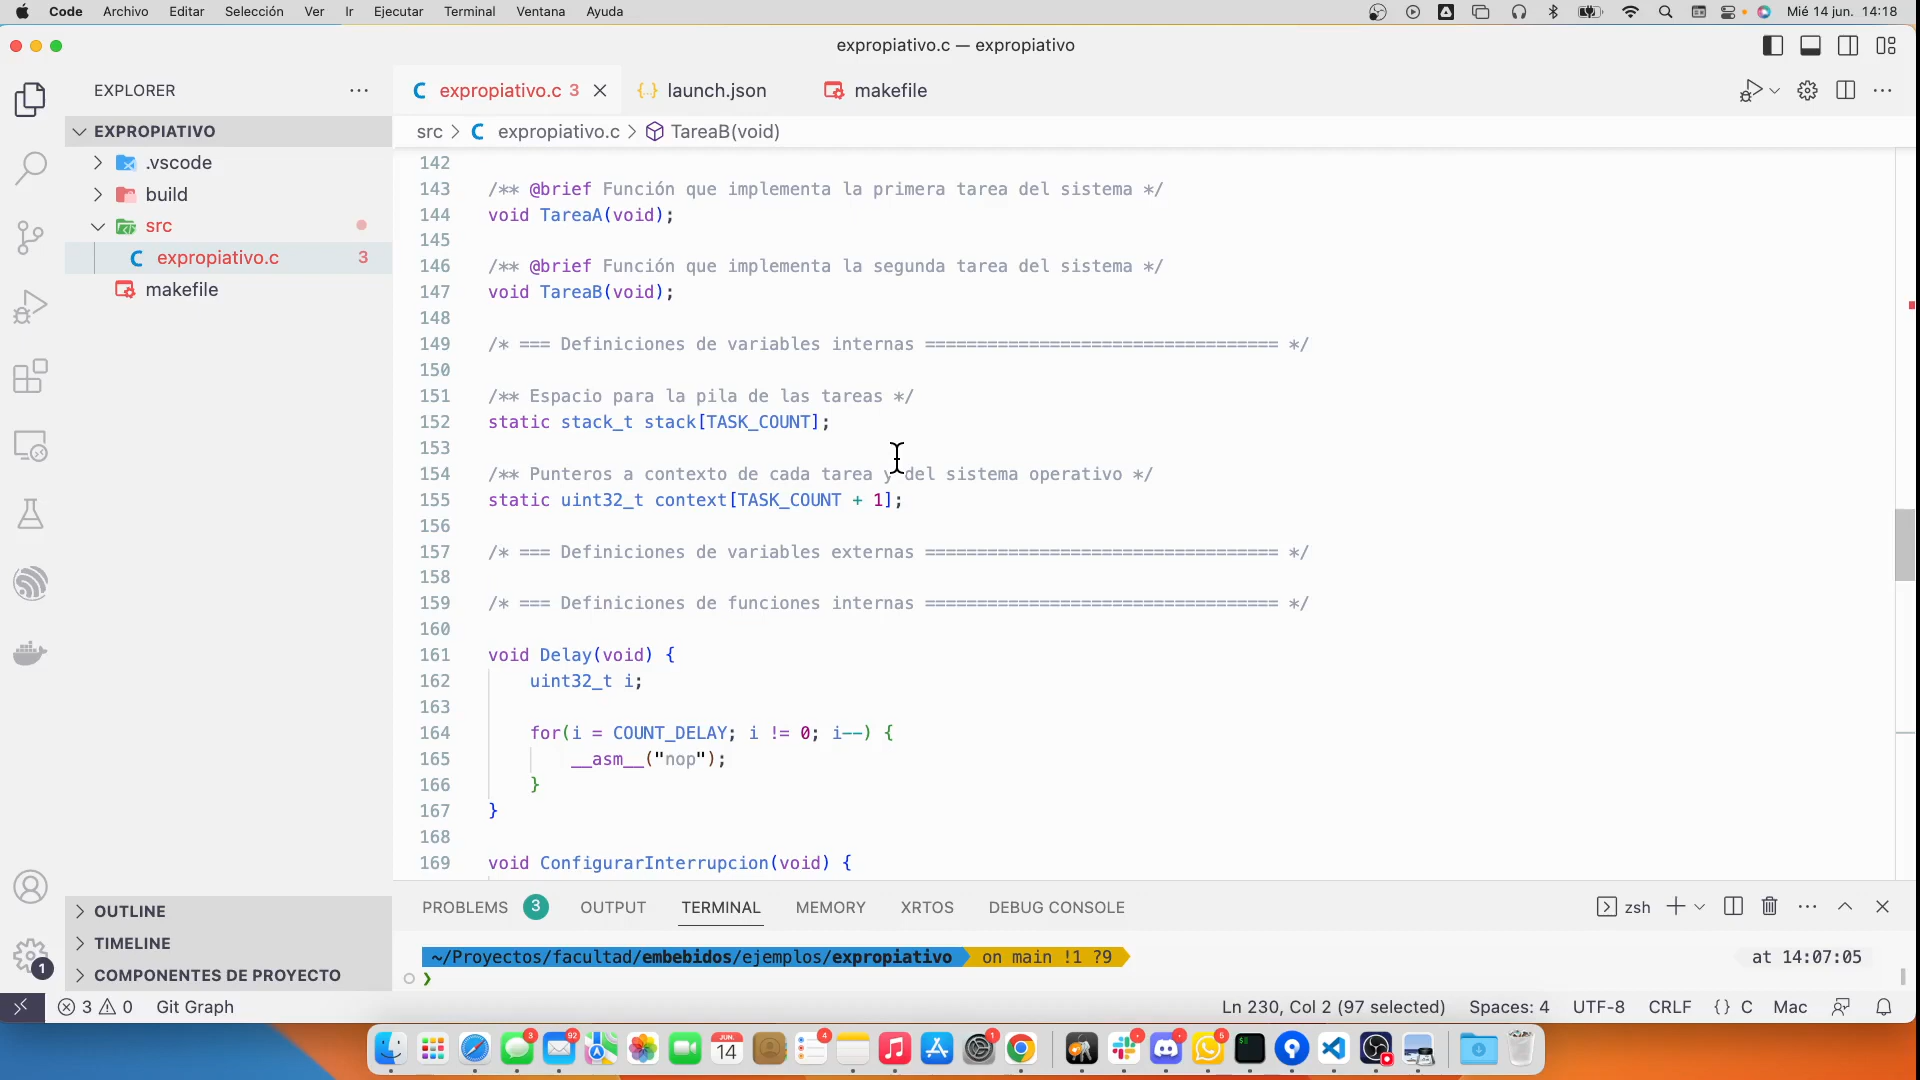 Code Archivo Editar Selección Ver Ir Ejecutar Terminal Ventana Ayuda Mié 14 jun. 14:18
expropiativo.c — expropiativo
EXPLORER
expropiativo.c 3 launch.json makefile
EXPROPIATIVO
src > C expropiativo.c > TareaB(void)
.vscode
build
src
C expropiativo.c 3
makefile
142
143 /** @brief Función que implementa la primera tarea del sistema */
144 void TareaA(void);
145
146 /** @brief Función que implementa la segunda tarea del sistema */
147 void TareaB(void);
148
149 /* === Definiciones de variables internas ================================== */
150
151 /** Espacio para la pila de las tareas */
152 static stack_t stack[TASK_COUNT];
153
154 /** Punteros a contexto de cada tarea y del sistema operativo */
155 static uint32_t context[TASK_COUNT + 1];
156
157 /* === Definiciones de variables externas ================================== */
158
159 /* === Definiciones de funciones internas ================================== */
160
161 void Delay(void) {
162 uint32_t i;
163
164 for(i = COUNT_DELAY; i != 0; i--) {
165 __asm__("nop");
166 }
167 }
168
169 void ConfigurarInterrupcion(void) {
OUTLINE
TIMELINE
COMPONENTES DE PROYECTO
PROBLEMS 3 OUTPUT TERMINAL MEMORY XRTOS DEBUG CONSOLE zsh
~/Proyectos/facultad/embebidos/ejemplos/expropiativo on main !1 ?9 at 14:07:05
❯
1
3 0 Git Graph Ln 230, Col 2 (97 selected) Spaces: 4 UTF-8 CRLF {} C Mac
3 92 JUN. 14 4 1 5